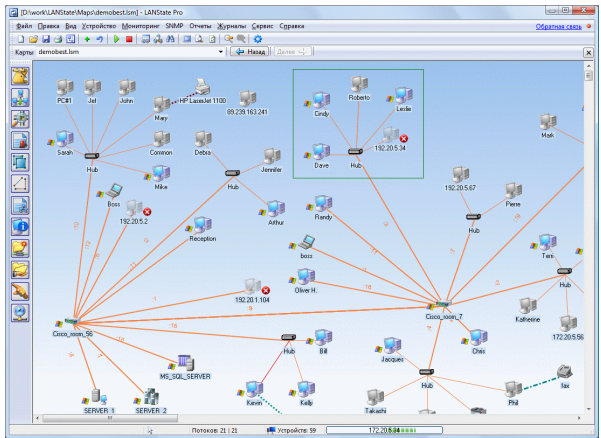 [D:\work\LANState\Maps\demobest.lsm] - LANState Pro
Файл Правка Вид Устройство Мониторинг SNMP Отчеты Журналы Сервис Справка Обратная связь
Карты demobest.lsm Назад Далее
PC#1 Jet John Mary HP LaserJet 1100 89.239.163.241
Cindy Roberto Leslie
Dave Hub 192.20.5.34
Mark
Sarah Hub Common Debra
Mike Hub Jennifer
192.20.5.67
Boss 192.20.5.2
Reception Arthur Randy
Hub Pierre
boss
Oliver H.
192.20.1.104
Teni Hub
Cisco_room_56
Cisco_room_7
Katherine 172.20.5.56
Hub Bill
Jacques Chris
MS_SQL_SERVER
SERVER_1 SERVER_2
Kevin Kelly
Hub
Takashi Phil fax
Потоков: 21 | 21 Устройств: 59 172.20.5.84